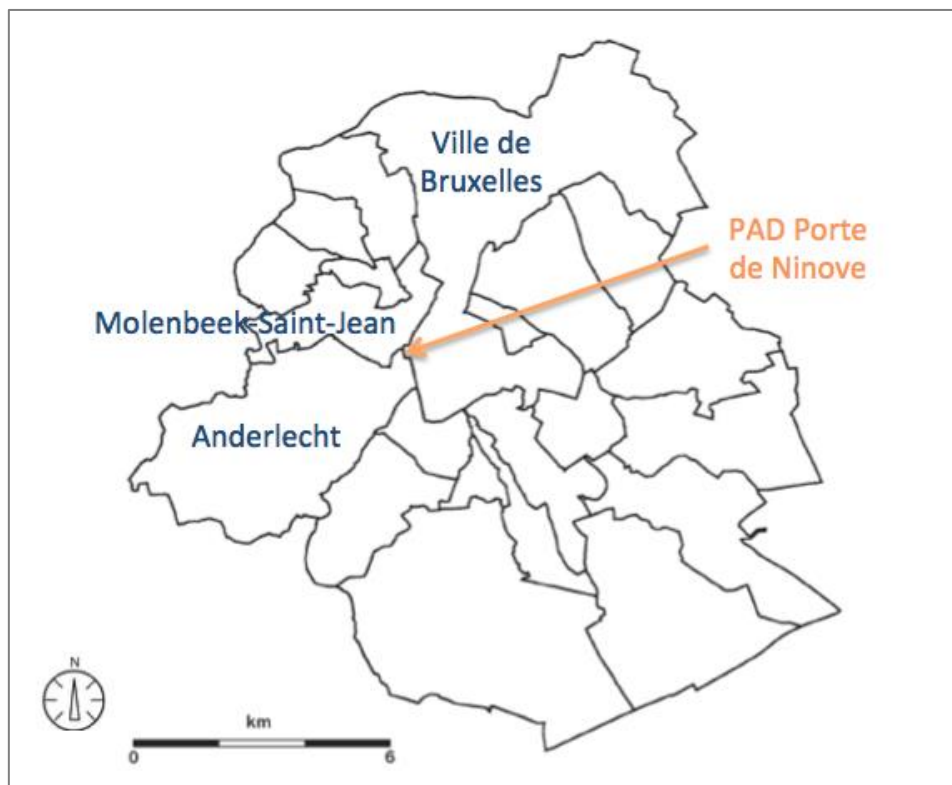 Ville de
Bruxelles
PAD Porte
de Ninove
Molenbeek-Saint-Jean
Anderlecht
N
km
0 6